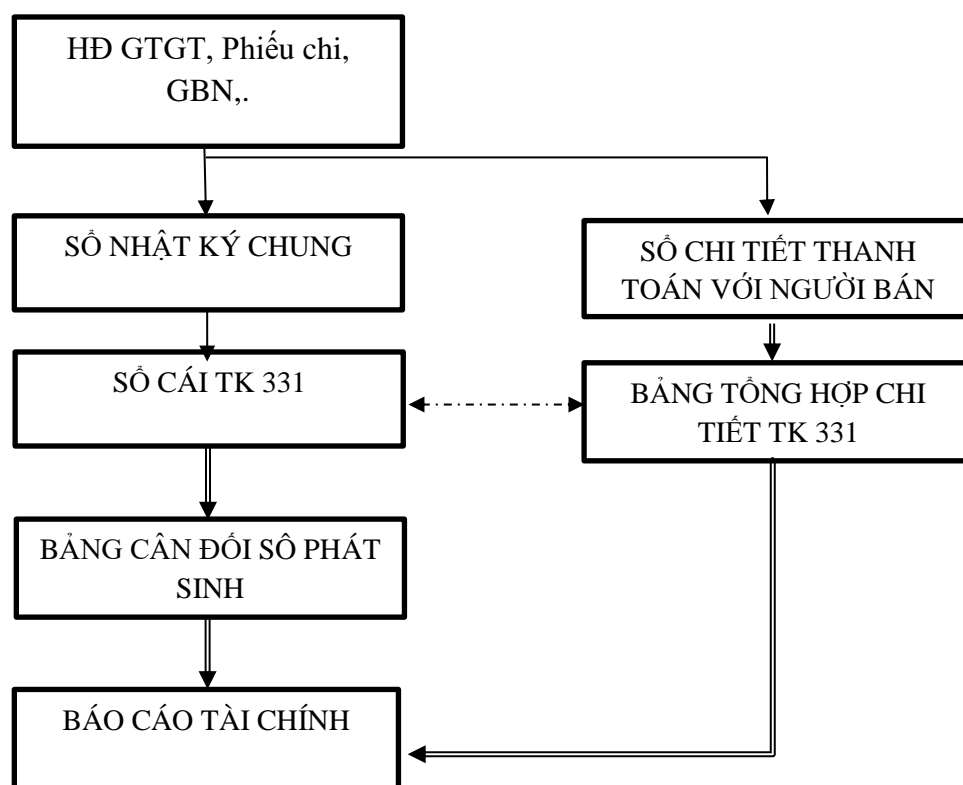 HĐ GTGT, Phiếu chi,
GBN,.
SỔ NHẬT KÝ CHUNG
SỔ CHI TIẾT THANH
TOÁN VỚI NGƯỜI BÁN
SỔ CÁI TK 331
BẢNG TỔNG HỢP CHI
TIẾT TK 331
BẢNG CÂN ĐỐI SÔ PHÁT
SINH
BÁO CÁO TÀI CHÍNH